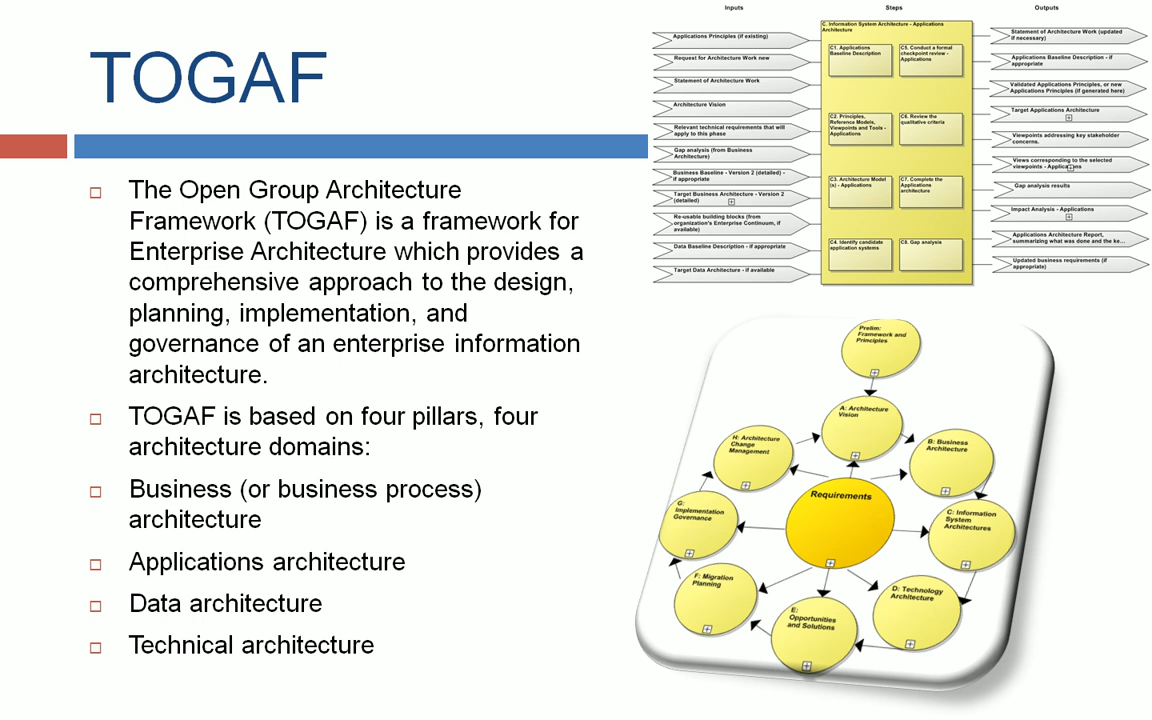 TOGAF
The Open Group Architecture
Framework (TOGAF) is a framework for
Enterprise Architecture which provides a
comprehensive approach to the design,
planning, implementation, and
governance of an enterprise information
architecture.
TOGAF is based on four pillars, four
architecture domains:
Business (or business process)
architecture
Applications architecture
Data architecture
Technical architecture
Inputs
Steps
Outputs
Applications Principles (if existing)
Request for Architecture Work new
Statement of Architecture Work
Architecture Vision
Relevant technical requirements that will
apply to this phase
Gap analysis (from Business
Architecture)
Business Baseline - Version 2 (detailed) -
if appropriate
Target Business Architecture - Version 2
(detailed)
Re-usable building blocks (from
organization's Enterprise Continuum, if
available)
Data Baseline Description - if appropriate
Target Data Architecture - if available
C. Information System Architecture - Applications
Architecture
C1. Applications
Baseline Description
C5. Conduct a formal
checkpoint review -
Applications
C2. Principles,
Reference Models,
Viewpoints and Tools -
Applications
C6. Review the
qualitative criteria
C3. Architecture Model
(s) - Applications
C7. Complete the
Applications
architecture
C4. Identify candidate
application systems
C8. Gap analysis
Statement of Architecture Work (updated
if necessary)
Applications Baseline Description - if
appropriate
Validated Applications Principles, or new
Applications Principles (if generated here)
Target Applications Architecture
Viewpoints addressing key stakeholder
concerns.
Views corresponding to the selected
viewpoints - Applications
Gap analysis results
Impact Analysis - Applications
Applications Architecture Report,
summarizing what was done and the ke...
Updated business requirements (if
appropriate)
Prelim:
Framework and
Principles
A: Architecture
Vision
B: Business
Architecture
C: Information
System
Architectures
D: Technology
Architecture
E:
Opportunities
and Solutions
F: Migration
Planning
G:
Implementation
Governance
H: Architecture
Change
Management
Requirements